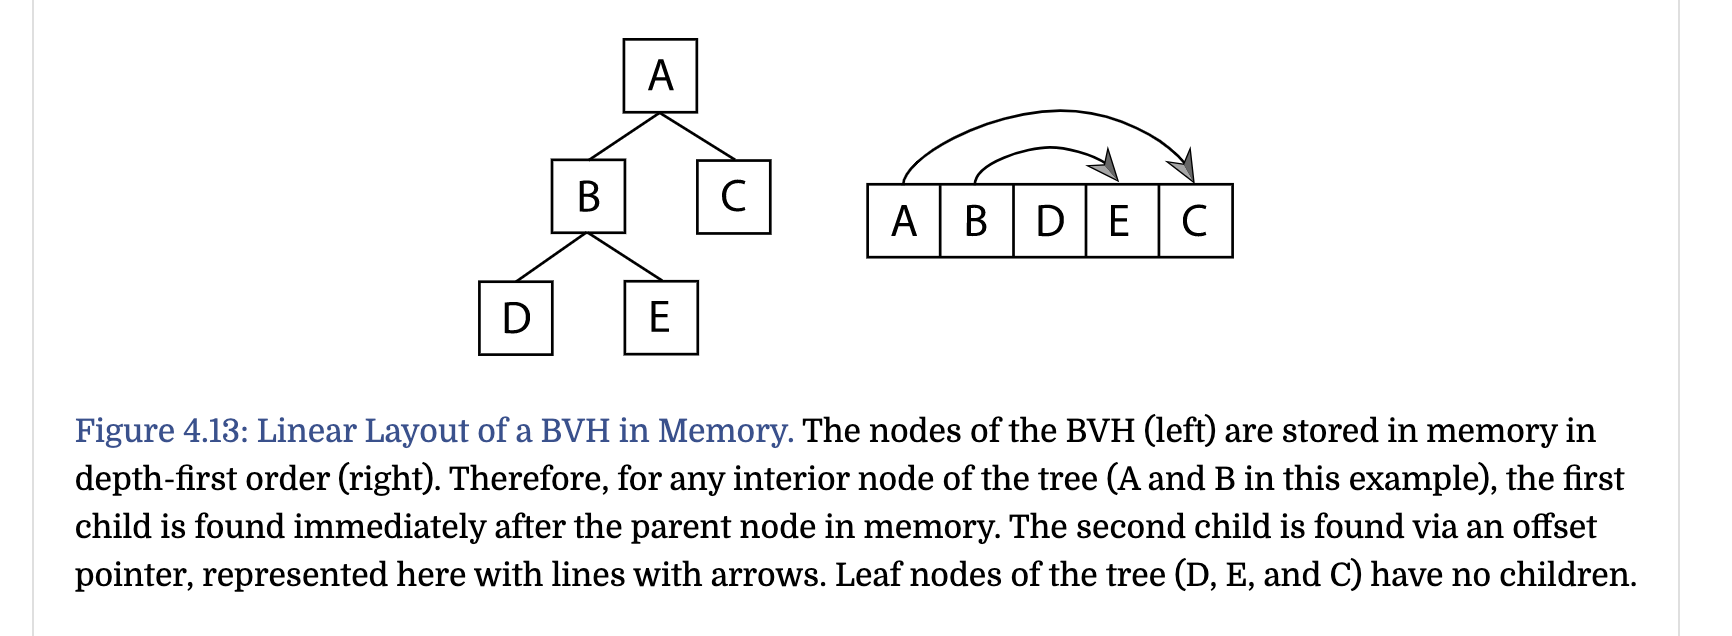 A
B
C
D
E
A B D E C
Figure 4.13: Linear Layout of a BVH in Memory. The nodes of the BVH (left) are stored in memory in
depth-first order (right). Therefore, for any interior node of the tree (A and B in this example), the first
child is found immediately after the parent node in memory. The second child is found via an offset
pointer, represented here with lines with arrows. Leaf nodes of the tree (D, E, and C) have no children.